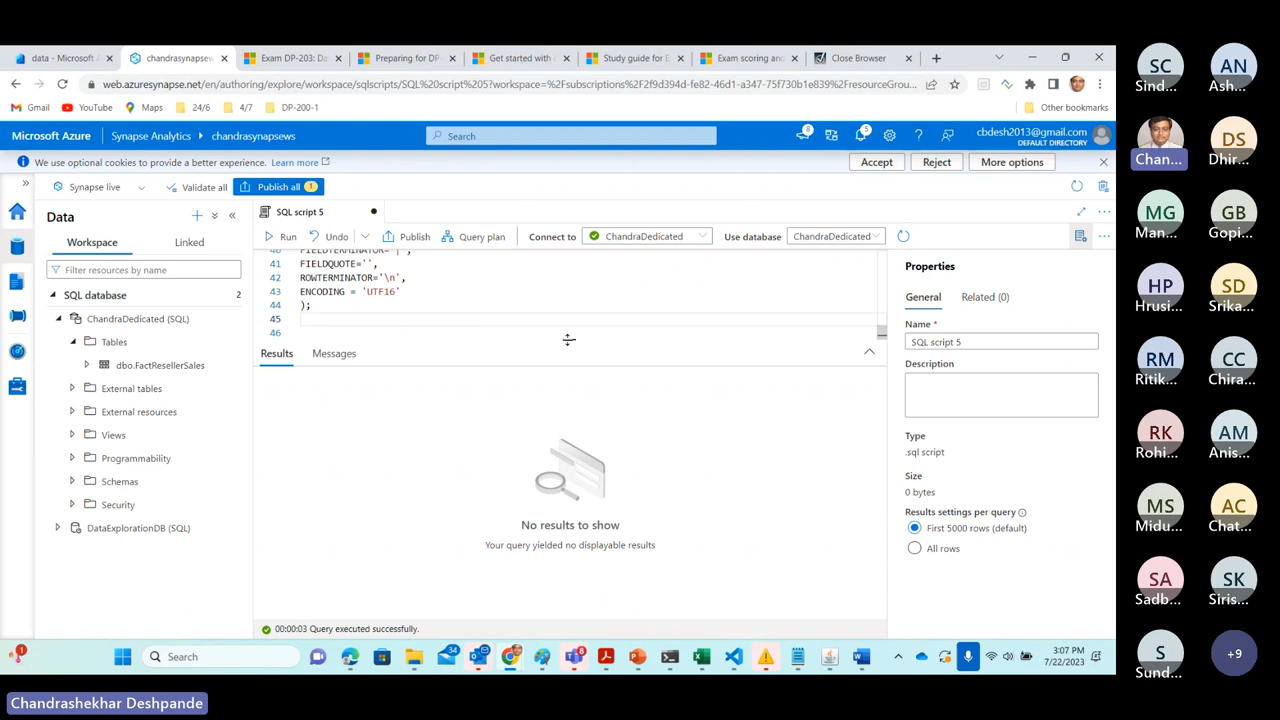 data - Microsoft A
chandrasynapsews
Exam DP-203: Da
Preparing for DP-
Get started with c
Study guide for E
Exam scoring and
Close Browser
web.azuresynapse.net/en/authoring/explore/workspace/sqlscripts/SQL%20script%205?workspace=%2Fsubscriptions%2F2f9d394d-fe82-46d1-a347-75f730b1e839%2FresourceGrou...
Gmail
YouTube
Maps
24/6
4/7
DP-200-1
Other bookmarks
Microsoft Azure
Synapse Analytics
chandrasynapsews
Search
8
5
cbdesh2013@gmail.com
DEFAULT DIRECTORY
We use optional cookies to provide a better experience. Learn more
Accept
Reject
More options
Synapse live
Validate all
Publish all 1
Data
Workspace
Linked
Filter resources by name
SQL database 2
ChandraDedicated (SQL)
Tables
dbo.FactResellerSales
External tables
External resources
Views
Programmability
Schemas
Security
DataExplorationDB (SQL)
SQL script 5
Run
Undo
Publish
Query plan
Connect to
ChandraDedicated
Use database
ChandraDedicated
40 FIELDTERMINATOR='|',
41 FIELDQUOTE='',
42 ROWTERMINATOR='\n',
43 ENCODING = 'UTF16'
44 );
45
46
Results
Messages
No results to show
Your query yielded no displayable results
00:00:03 Query executed successfully.
Properties
General
Related (0)
Name *
SQL script 5
Description
Type
.sql script
Size
0 bytes
Results settings per query
First 5000 rows (default)
All rows
Search
34
8
3:07 PM
7/22/2023
1
SC
Sind...
AN
Ash...
Chan...
DS
Dhir...
MG
Man...
GB
Gopi...
HP
Hrusi...
SD
Srika...
RM
Ritik...
CC
Chira...
RK
Rohi...
AM
Anis...
MS
Midu...
AC
Chat...
SA
Sadb...
SK
Siris...
S
Sund...
+9
Chandrashekhar Deshpande